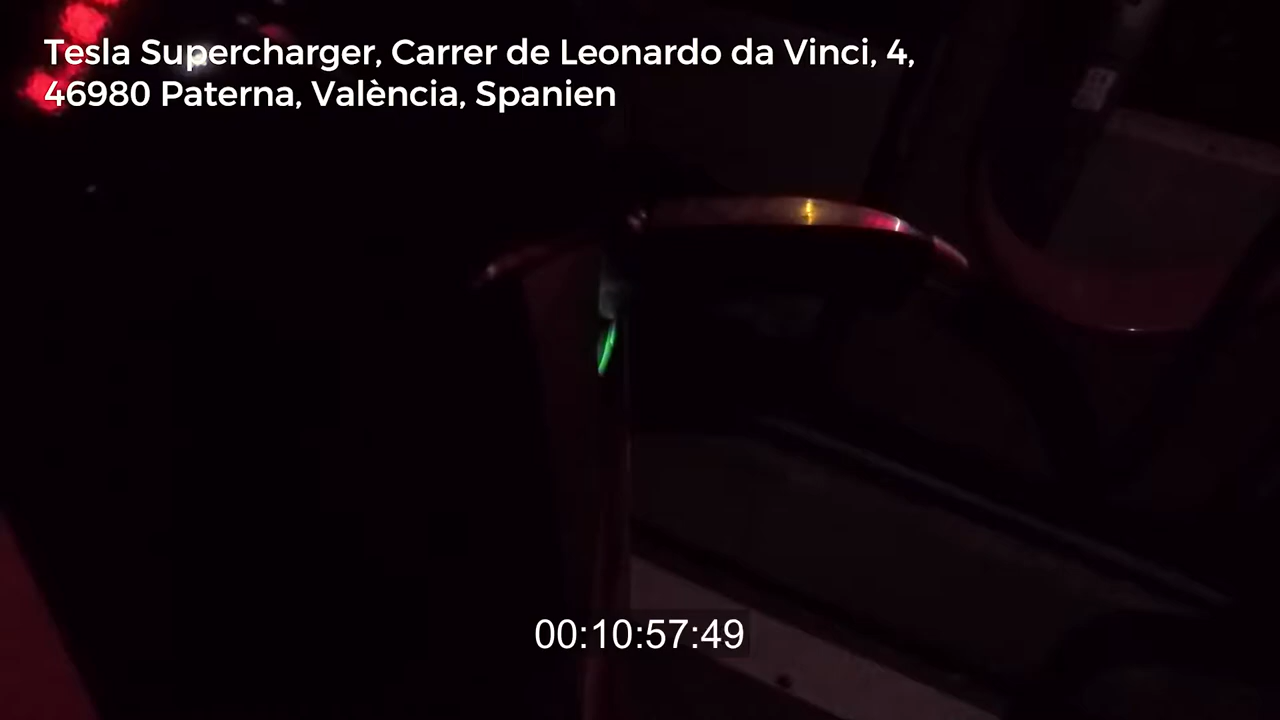 Tesla Supercharger, Carrer de Leonardo da Vinci, 4,
46980 Paterna, València, Spanien
00:10:57:49